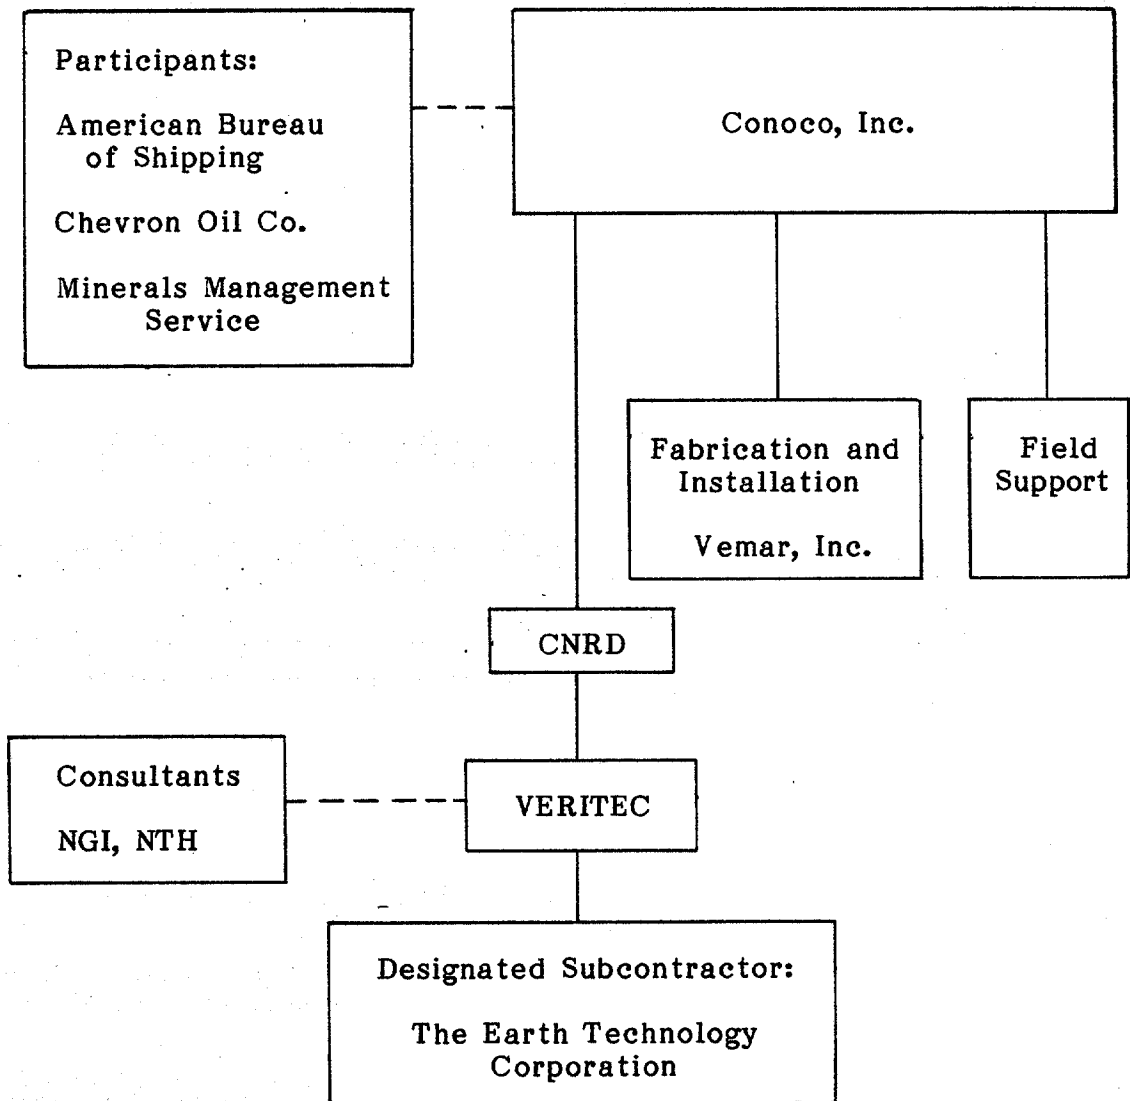 Participants:
American Bureau
of Shipping
Chevron Oil Co.
Minerals Management
Service
Conoco, Inc.
Fabrication and
Installation
Vemar, Inc.
Field
Support
CNRD
Consultants
NGI, NTH
VERITEC
Designated Subcontractor:
The Earth Technology
Corporation